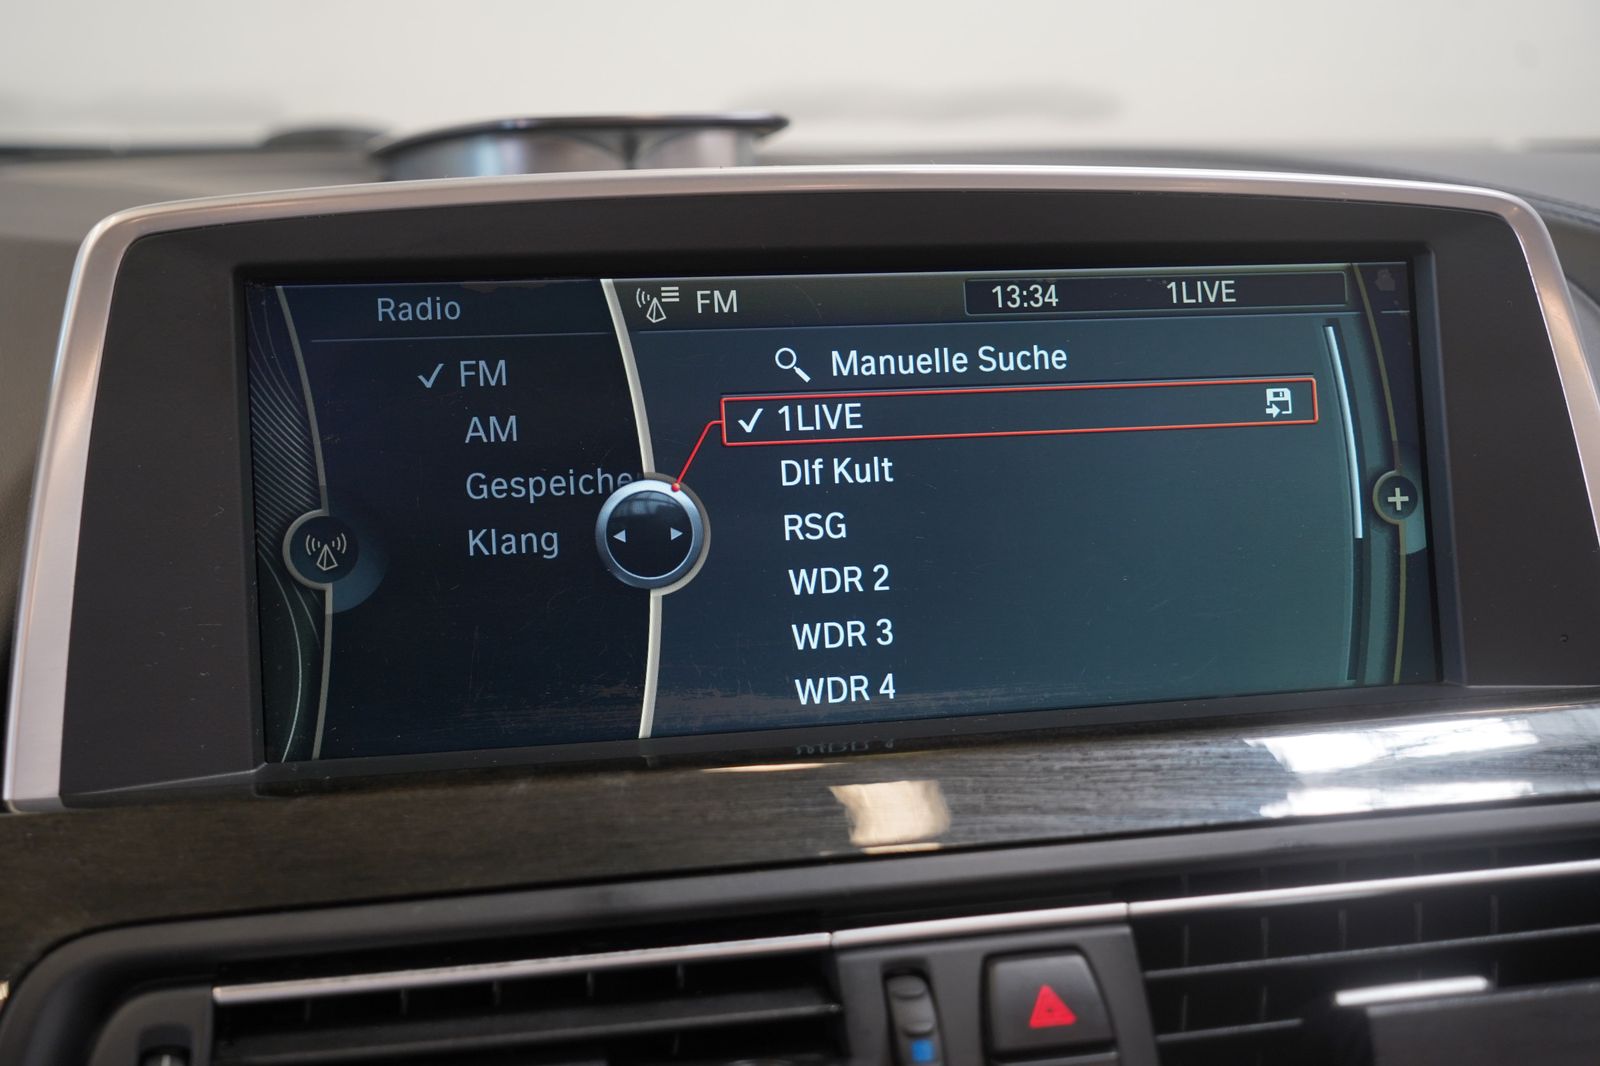 Radio
FM
AM
Gespeiche
Klang
FM
13:34
1LIVE
Manuelle Suche
1LIVE
Dlf Kult
RSG
WDR 2
WDR 3
WDR 4